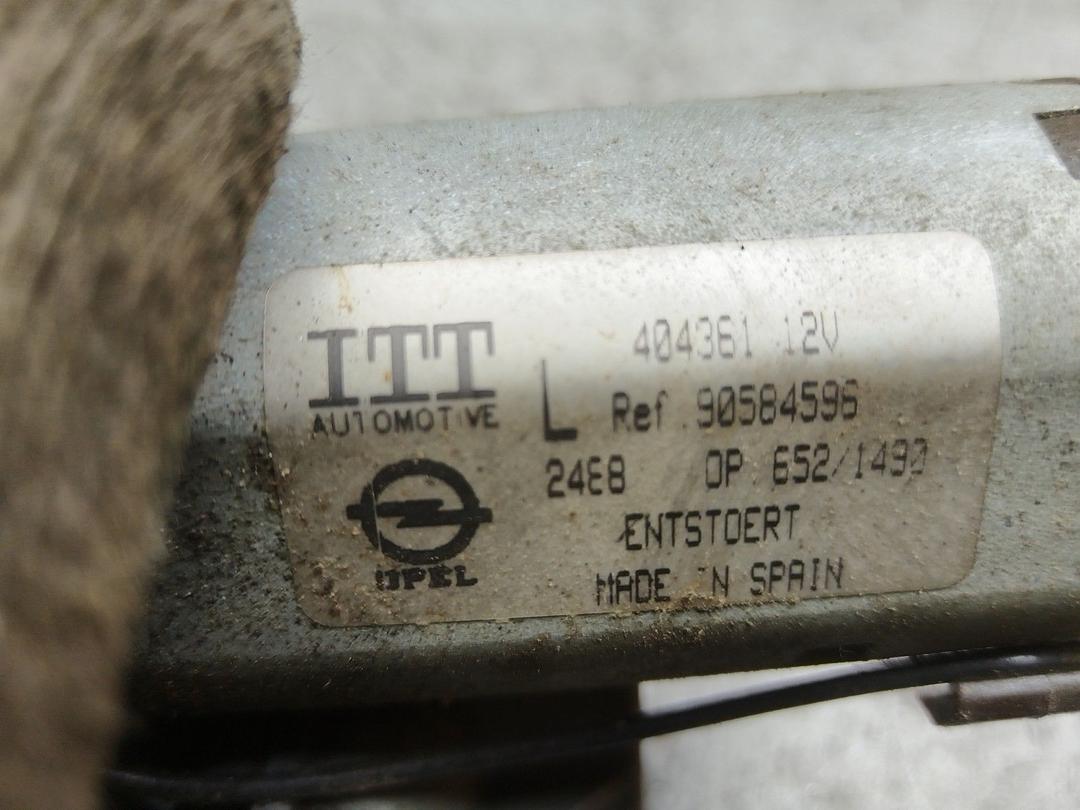 ITT
AUTOMOTIVE
OPEL
404361 12V
L Ref. 90584596
24E8 OP. 652/1490
ENTSTOERT
MADE IN SPAIN